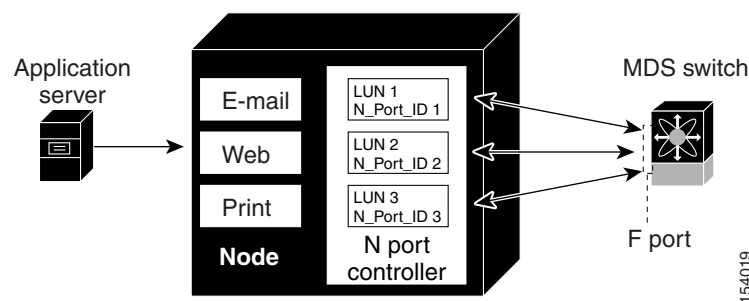 Application
server
E-mail
Web
Print
Node
LUN 1
N_Port_ID 1
LUN 2
N_Port_ID 2
LUN 3
N_Port_ID 3
N port
controller
MDS switch
F port
154019